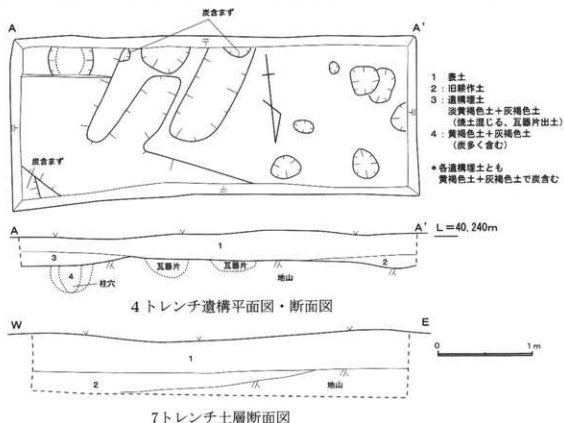 炭含まず
A
A'
炭含まず
1 表土
2：旧耕作土
3：遺構埋土
淡黄褐色土＋灰褐色土
（焼土混じる、瓦器片出土）
4：黄褐色土＋灰褐色土
（炭多く含む）
＊各遺構埋土とも
黄褐色土＋灰褐色土で炭含む
A
A'
L=40,240m
1
3
2
4
瓦器片
瓦器片
地山
柱穴
4トレンチ遺構平面図・断面図
W
E
0
1m
1
2
地山
7トレンチ土層断面図